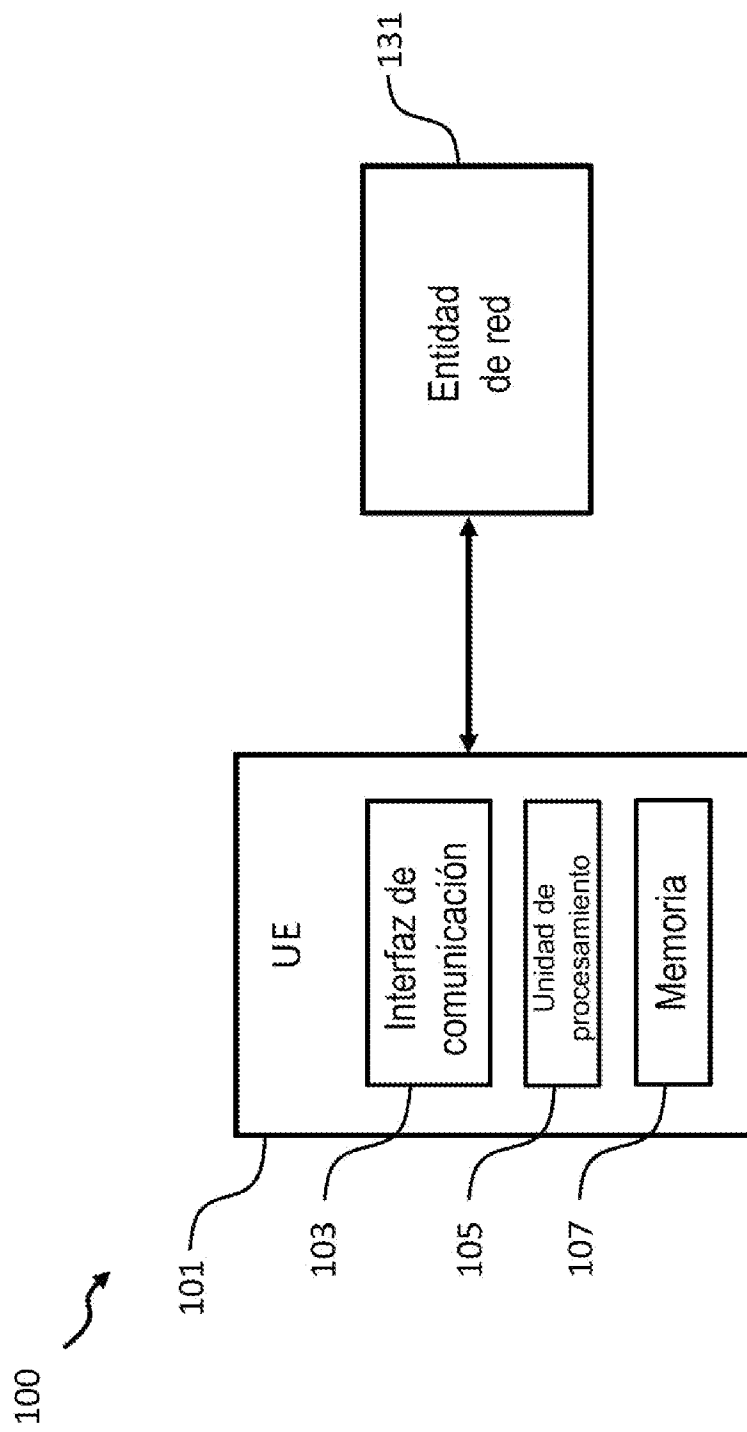 100
101
UE
103
Interfaz de
comunicación
105
Unidad de
procesamiento
107
Memoria
131
Entidad
de red